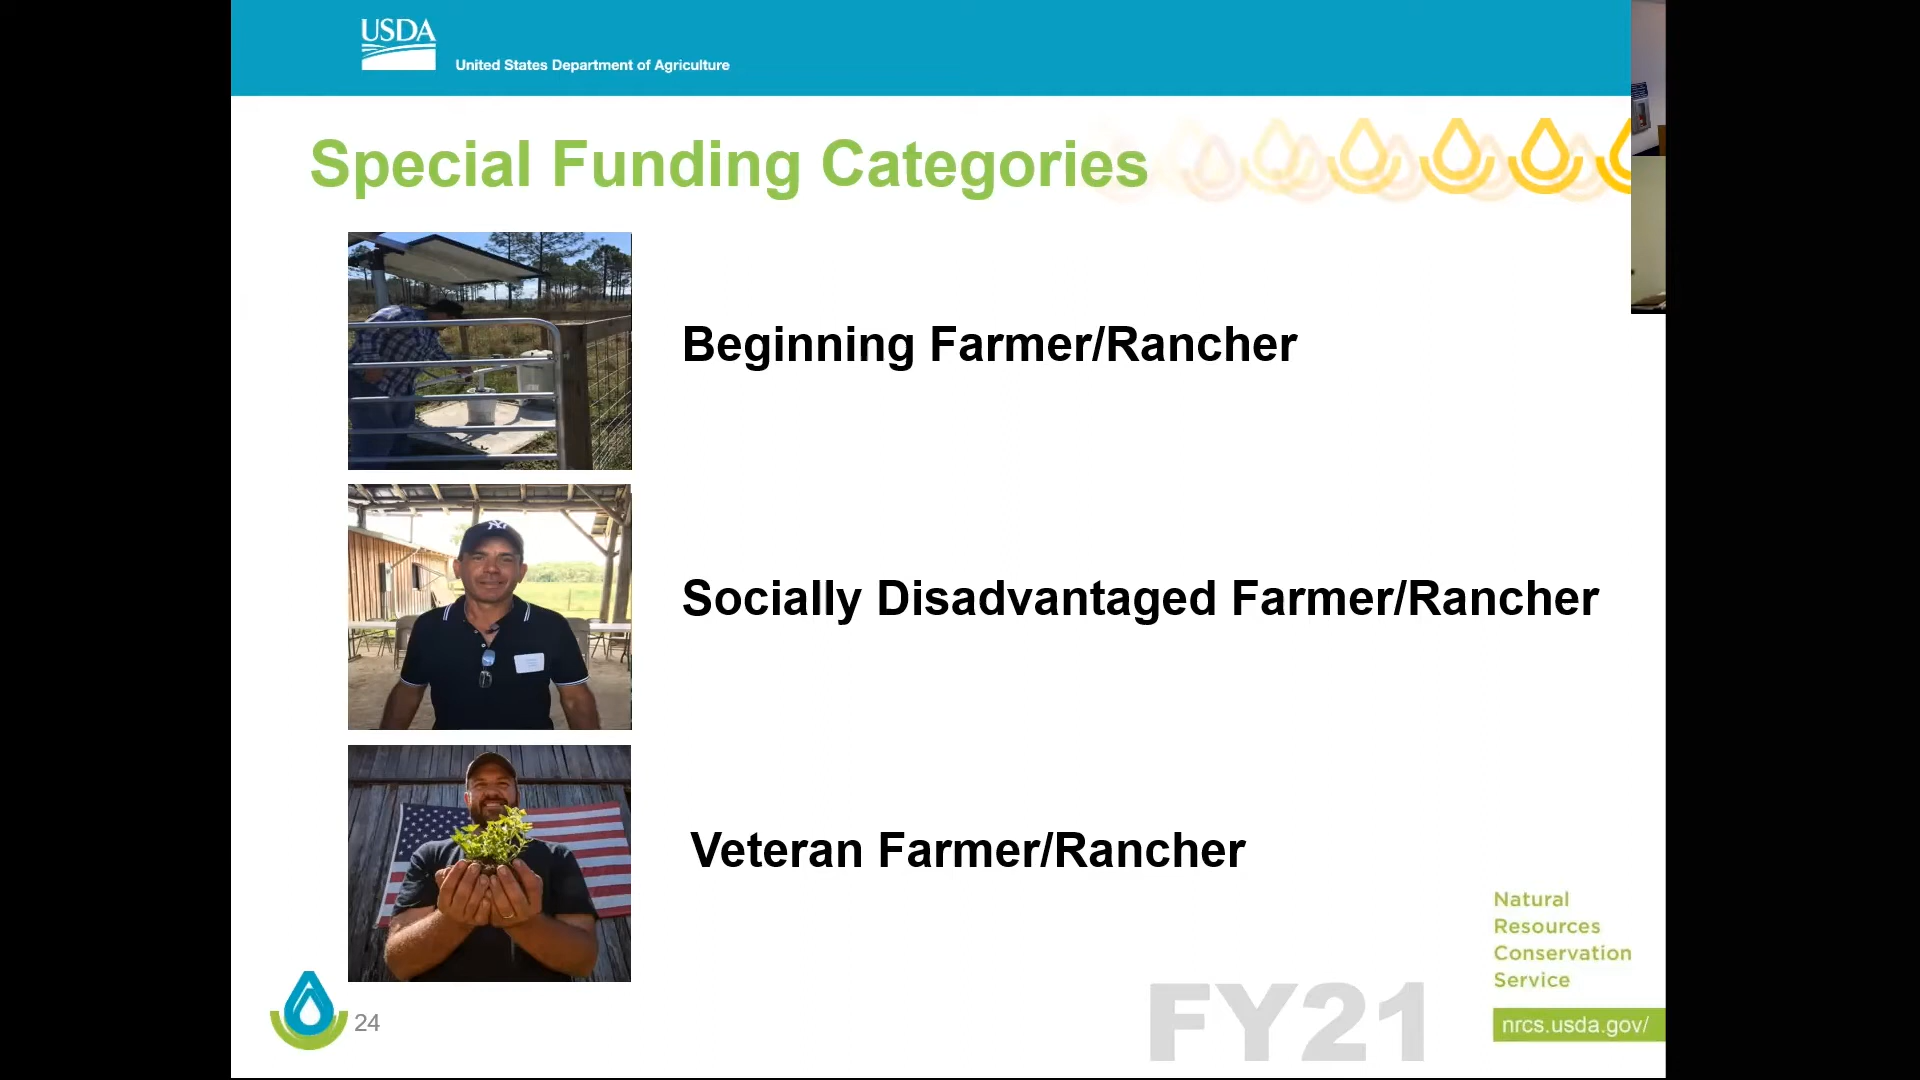 USDA
United States Department of Agriculture
Special Funding Categories
Beginning Farmer/Rancher
NY
Socially Disadvantaged Farmer/Rancher
Veteran Farmer/Rancher
Natural
Resources
Conservation
Service
24
FY21
nrcs.usda.gov/